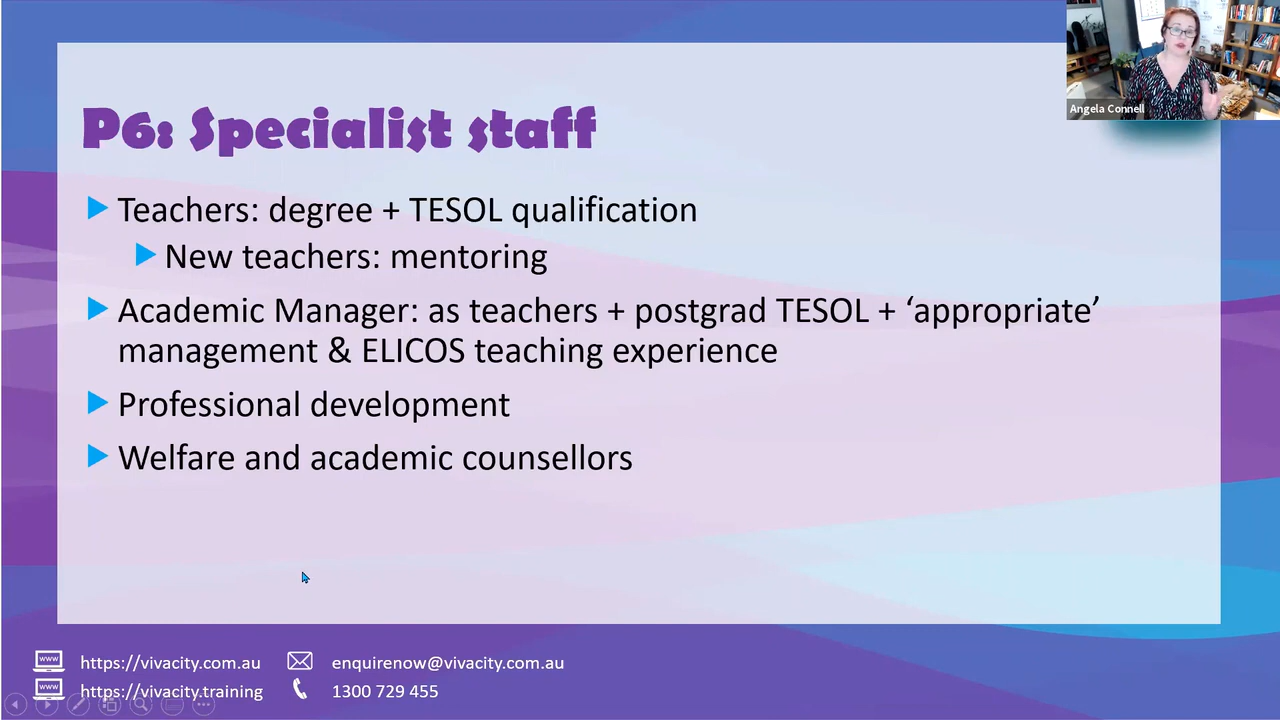 Angela Connell
P6: Specialist staff
Teachers: degree + TESOL qualification
New teachers: mentoring
Academic Manager: as teachers + postgrad TESOL + ‘appropriate’
management & ELICOS teaching experience
Professional development
Welfare and academic counsellors
WWW https://vivacity.com.au enquirenow@vivacity.com.au
WWW https://vivacity.training 1300 729 455